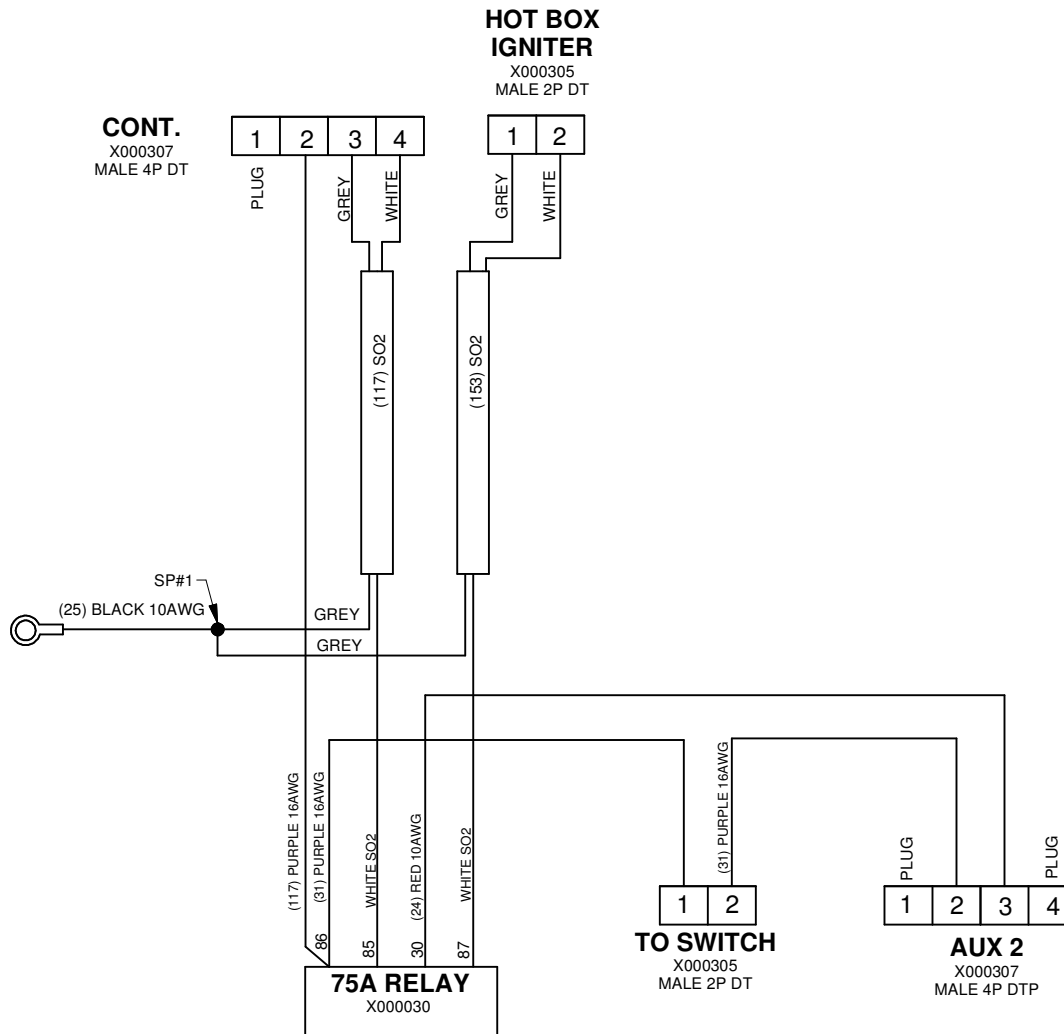 HOT BOX
IGNITER
X000305
MALE 2P DT
CONT.
X000307
MALE 4P DT
1 2 3 4
1 2
PLUG
GREY
WHITE
GREY
WHITE
(117) SO2
(153) SO2
SP#1
(25) BLACK 10AWG
GREY
GREY
(117) PURPLE 16AWG
(31) PURPLE 16AWG
WHITE SO2
(24) RED 10AWG
WHITE SO2
(31) PURPLE 16AWG
PLUG
PLUG
86
85
30
87
75A RELAY
X000030
1 2
TO SWITCH
X000305
MALE 2P DT
1 2 3 4
AUX 2
X000307
MALE 4P DTP